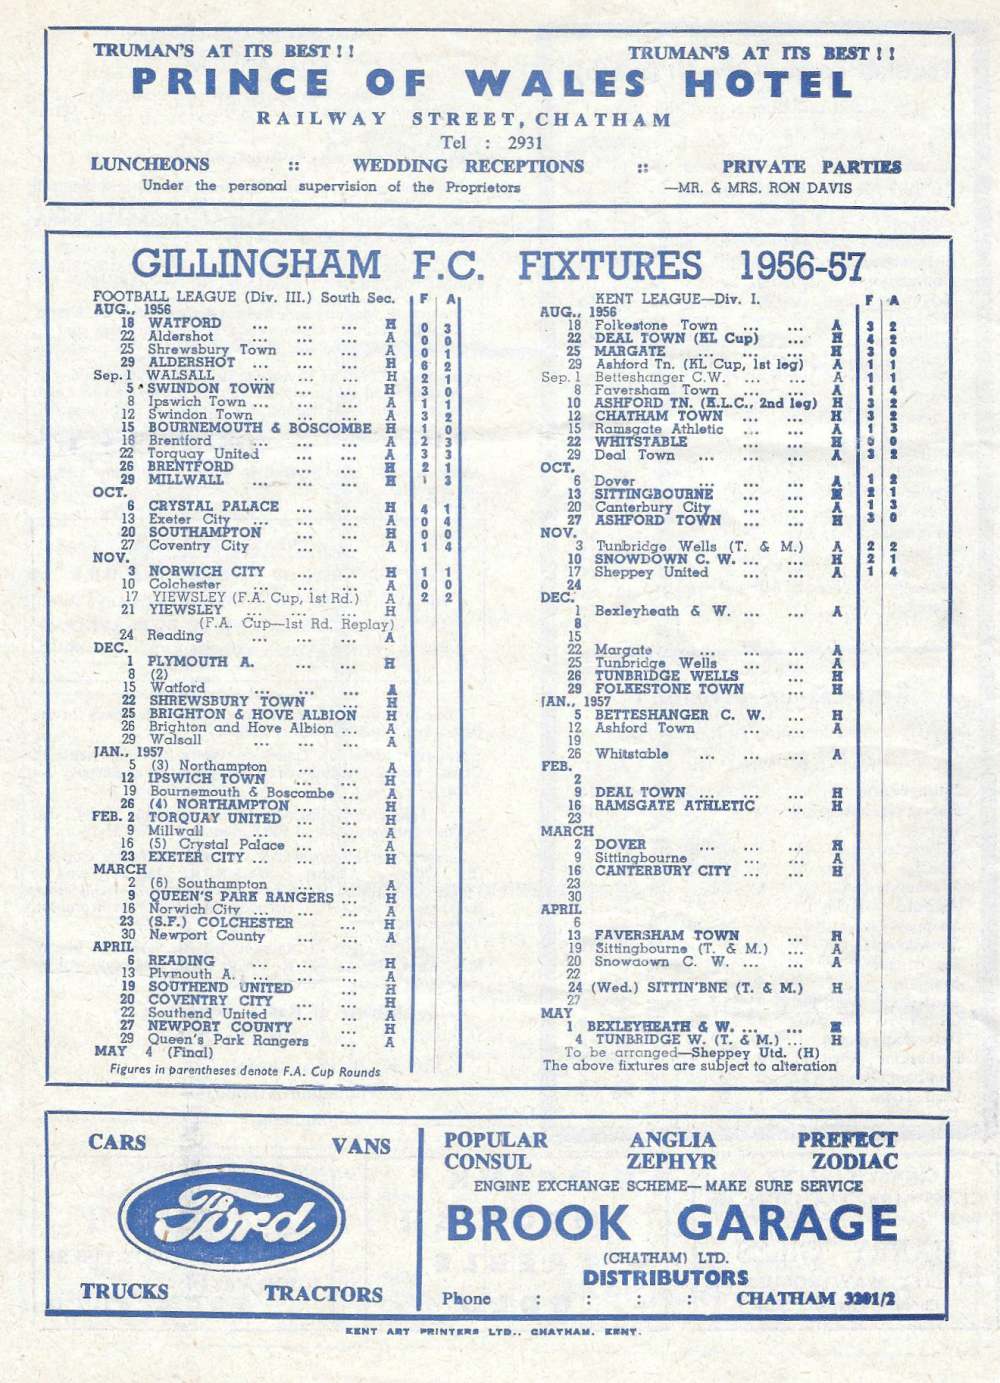 TRUMAN'S AT ITS BEST ! ! TRUMAN'S AT ITS BEST ! !
PRINCE OF WALES HOTEL
RAILWAY STREET, CHATHAM
Tel : 2931
LUNCHEONS :: WEDDING RECEPTIONS :: PRIVATE PARTIES
Under the personal supervision of the Proprietors —MR. & MRS. RON DAVIS
GILLINGHAM F.C. FIXTURES 1956-57
FOOTBALL LEAGUE (Div. III.) South Sec. F A
AUG., 1956
18 WATFORD ... ... ... H 0 3
22 Aldershot ... ... ... A 0 0
25 Shrewsbury Town ... ... A 0 1
29 ALDERSHOT ... ... ... H 6 2
Sep. 1 WALSALL ... ... ... H 2 1
5 SWINDON TOWN ... ... H 3 0
8 Ipswich Town ... ... ... A 1 1
12 Swindon Town ... ... A 3 2
15 BOURNEMOUTH & BOSCOMBE H 1 0
18 Brentford ... ... ... A 2 3
22 Torquay United ... ... A 3 3
26 BRENTFORD ... ... H 2 1
29 MILLWALL ... ... ... H 1 3
OCT.
6 CRYSTAL PALACE ... ... H 4 1
13 Exeter City ... ... ... A 0 4
20 SOUTHAMPTON ... ... H 0 0
27 Coventry City ... ... A 1 4
NOV.
3 NORWICH CITY ... ... H 1 1
10 Colchester ... ... ... A 0 0
17 YIEWSLEY (F.A. Cup, 1st Rd.) A 2 2
21 YIEWSLEY ... ... ... H
(F.A. Cup—1st Rd. Replay)
24 Reading ... ... ... A
DEC.
1 PLYMOUTH A. ... ... H
8 (2)
15 Watford ... ... ... A
22 SHREWSBURY TOWN ... H
25 BRIGHTON & HOVE ALBION H
26 Brighton and Hove Albion ... A
29 Walsall ... ... ... A
JAN., 1957
5 (3) Northampton ... ... A
12 IPSWICH TOWN ... ... H
19 Bournemouth & Boscombe ... A
26 (4) NORTHAMPTON ... ... H
FEB. 2 TORQUAY UNITED ... ... H
9 Millwall ... ... ... A
16 (5) Crystal Palace ... ... A
23 EXETER CITY ... ... ... H
MARCH
2 (6) Southampton ... ... A
9 QUEEN'S PARK RANGERS ... H
16 Norwich City ... ... ... A
23 (S.F.) COLCHESTER ... H
30 Newport County ... ... A
APRIL
6 READING ... ... ... H
13 Plymouth A. ... ... ... A
19 SOUTHEND UNITED ... H
20 COVENTRY CITY ... ... H
22 Southend United ... ... A
27 NEWPORT COUNTY ... H
29 Queen's Park Rangers ... A
MAY 4 (Final)
Figures in parentheses denote F.A. Cup Rounds
KENT LEAGUE—Div. I. F A
AUG., 1956
18 Folkestone Town ... ... A 3 2
22 DEAL TOWN (KL Cup) ... H 4 2
25 MARGATE ... ... ... H 3 0
29 Ashford Tn. (KL Cup, 1st leg) A 1 1
Sep. 1 Betteshanger C.W. ... ... A 1 1
8 Faversham Town ... ... A 1 4
10 ASHFORD TN. (K.L.C., 2nd leg) H 3 2
12 CHATHAM TOWN ... ... H 3 2
15 Ramsgate Athletic ... ... A 1 3
22 WHITSTABLE ... ... H 0 0
29 Deal Town ... ... ... A 3 2
OCT.
6 Dover ... ... ... A 1 2
13 SITTINGBOURNE ... ... H 2 1
20 Canterbury City ... ... A 1 3
27 ASHFORD TOWN ... ... H 3 0
NOV.
3 Tunbridge Wells (T. & M.) A 2 2
10 SNOWDOWN C. W. ... ... H 2 1
17 Sheppey United ... ... A 1 4
24
DEC.
1 Bexleyheath & W. ... ... A
8
15
22 Margate ... ... ... A
25 Tunbridge Wells ... ... A
26 TUNBRIDGE WELLS ... H
29 FOLKESTONE TOWN ... H
JAN., 1957
5 BETTESHANGER C. W. ... H
12 Ashford Town ... ... A
19
26 Whitstable ... ... ... A
FEB.
2
9 DEAL TOWN ... ... ... H
16 RAMSGATE ATHLETIC ... H
23
MARCH
2 DOVER ... ... ... H
9 Sittingbourne ... ... A
16 CANTERBURY CITY ... ... H
23
30
APRIL
6
13 FAVERSHAM TOWN ... H
19 Sittingbourne (T. & M.) ... A
20 Snowdown C. W. ... ... A
22
24 (Wed.) SITTIN'BNE (T. & M.) H
27
MAY
1 BEXLEYHEATH & W. ... ... H
4 TUNBRIDGE W. (T. & M.) ... H
To be arranged—Sheppey Utd. (H)
The above fixtures are subject to alteration
CARS VANS
Ford
TRUCKS TRACTORS
POPULAR ANGLIA PREFECT
CONSUL ZEPHYR ZODIAC
ENGINE EXCHANGE SCHEME—MAKE SURE SERVICE
BROOK GARAGE
(CHATHAM) LTD.
DISTRIBUTORS
Phone : : : : CHATHAM 3201/2
KENT ART PRINTERS LTD., CHATHAM, KENT.